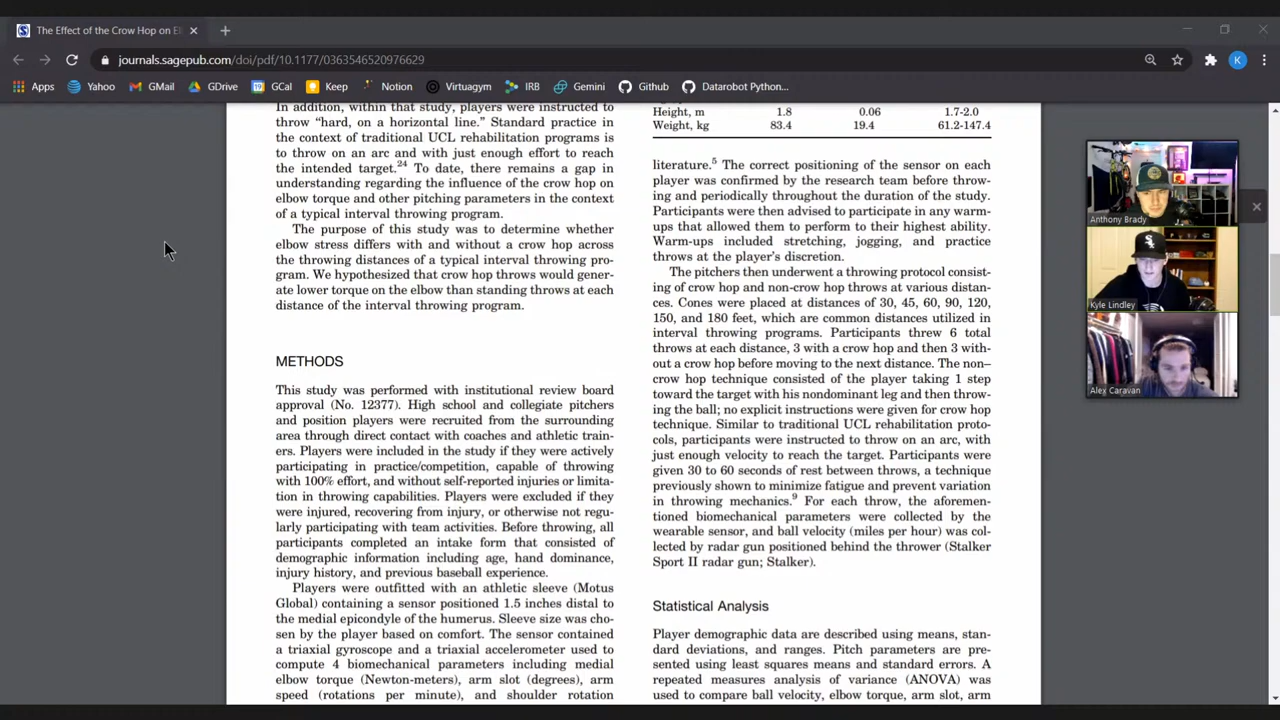 The Effect of the Crow Hop on El
journals.sagepub.com/doi/pdf/10.1177/0363546520976629
K
Apps
Yahoo
GMail
GDrive
GCal
Keep
Notion
Virtuagym
IRB
Gemini
Github
Datarobot Python...
In addition, within that study, players were instructed to
throw “hard, on a horizontal line.” Standard practice in
the context of traditional UCL rehabilitation programs is
to throw on an arc and with just enough effort to reach
the intended target.24 To date, there remains a gap in
understanding regarding the influence of the crow hop on
elbow torque and other pitching parameters in the context
of a typical interval throwing program.
The purpose of this study was to determine whether
elbow stress differs with and without a crow hop across
the throwing distances of a typical interval throwing pro-
gram. We hypothesized that crow hop throws would gener-
ate lower torque on the elbow than standing throws at each
distance of the interval throwing program.
METHODS
This study was performed with institutional review board
approval (No. 12377). High school and collegiate pitchers
and position players were recruited from the surrounding
area through direct contact with coaches and athletic train-
ers. Players were included in the study if they were actively
participating in practice/competition, capable of throwing
with 100% effort, and without self-reported injuries or limita-
tion in throwing capabilities. Players were excluded if they
were injured, recovering from injury, or otherwise not regu-
larly participating with team activities. Before throwing, all
participants completed an intake form that consisted of
demographic information including age, hand dominance,
injury history, and previous baseball experience.
Players were outfitted with an athletic sleeve (Motus
Global) containing a sensor positioned 1.5 inches distal to
the medial epicondyle of the humerus. Sleeve size was cho-
sen by the player based on comfort. The sensor contained
a triaxial gyroscope and a triaxial accelerometer used to
compute 4 biomechanical parameters including medial
elbow torque (Newton-meters), arm slot (degrees), arm
speed (rotations per minute), and shoulder rotation
Height, m 1.8 0.06 1.7-2.0
Weight, kg 83.4 19.4 61.2-147.4
literature.5 The correct positioning of the sensor on each
player was confirmed by the research team before throw-
ing and periodically throughout the duration of the study.
Participants were then advised to participate in any warm-
ups that allowed them to perform to their highest ability.
Warm-ups included stretching, jogging, and practice
throws at the player’s discretion.
The pitchers then underwent a throwing protocol consist-
ing of crow hop and non-crow hop throws at various distan-
ces. Cones were placed at distances of 30, 45, 60, 90, 120,
150, and 180 feet, which are common distances utilized in
interval throwing programs. Participants threw 6 total
throws at each distance, 3 with a crow hop and then 3 with-
out a crow hop before moving to the next distance. The non–
crow hop technique consisted of the player taking 1 step
toward the target with his nondominant leg and then throw-
ing the ball; no explicit instructions were given for crow hop
technique. Similar to traditional UCL rehabilitation proto-
cols, participants were instructed to throw on an arc, with
just enough velocity to reach the target. Participants were
given 30 to 60 seconds of rest between throws, a technique
previously shown to minimize fatigue and prevent variation
in throwing mechanics.9 For each throw, the aforemen-
tioned biomechanical parameters were collected by the
wearable sensor, and ball velocity (miles per hour) was col-
lected by radar gun positioned behind the thrower (Stalker
Sport II radar gun; Stalker).
Statistical Analysis
Player demographic data are described using means, stan-
dard deviations, and ranges. Pitch parameters are pre-
sented using least squares means and standard errors. A
repeated measures analysis of variance (ANOVA) was
used to compare ball velocity, elbow torque, arm slot, arm
Anthony Brady
Kyle Lindley
Alex Caravan